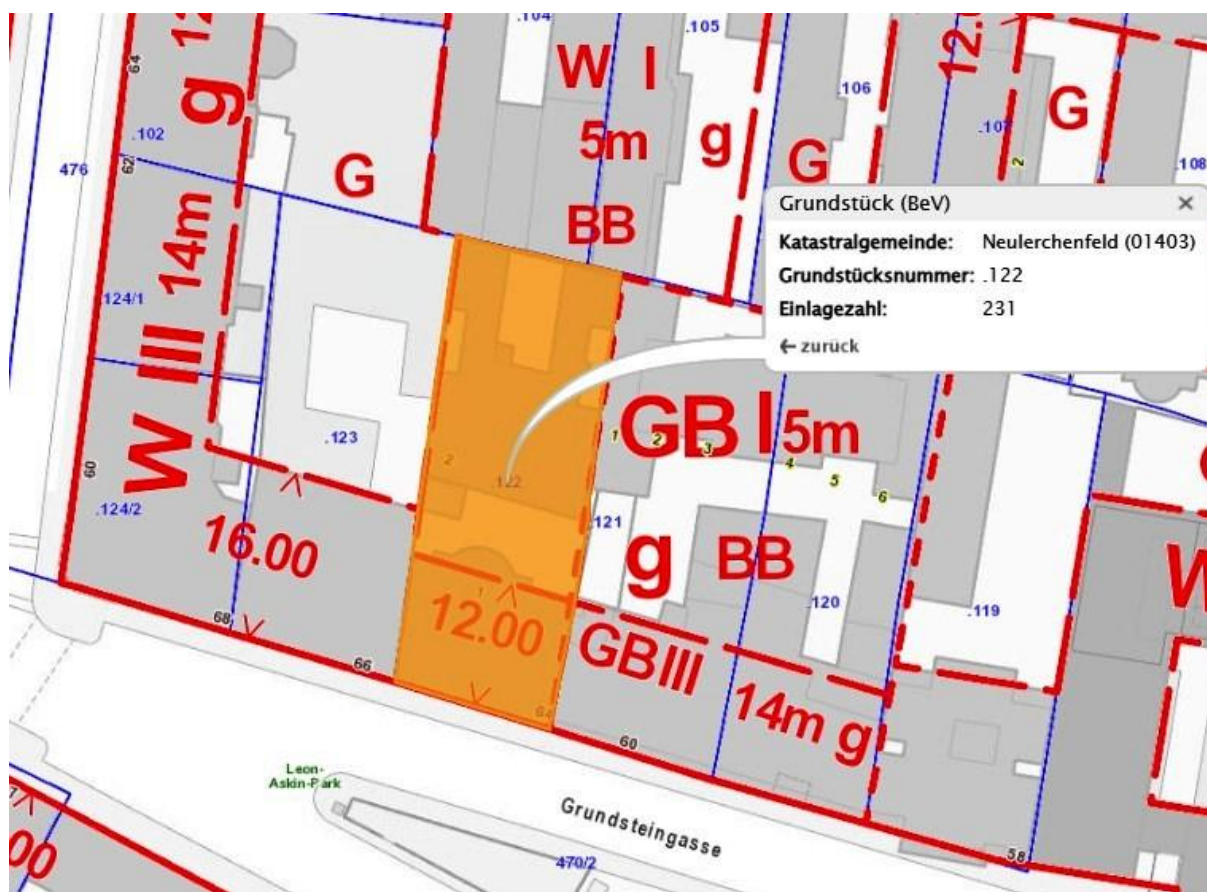 .104
.105
12.0
64
W I
5m
g
BB
g
.102
62
476
G
G
.106
.107
2
G
.108
Grundstück (BeV)
×
Katastralgemeinde: Neulerchenfeld (01403)
Grundstücksnummer: .122
Einlagezahl: 231
← zurück
W III 14m
.124/1
.123
GB I 5m
1
2
3
4
5
6
2
.122
.121
g
BB
60
.124/2
16.00
12.00
.120
.119
GB III
14m g
68
66
64
60
58
Leon-
Askin-Park
Grundsteingasse
470/2
00